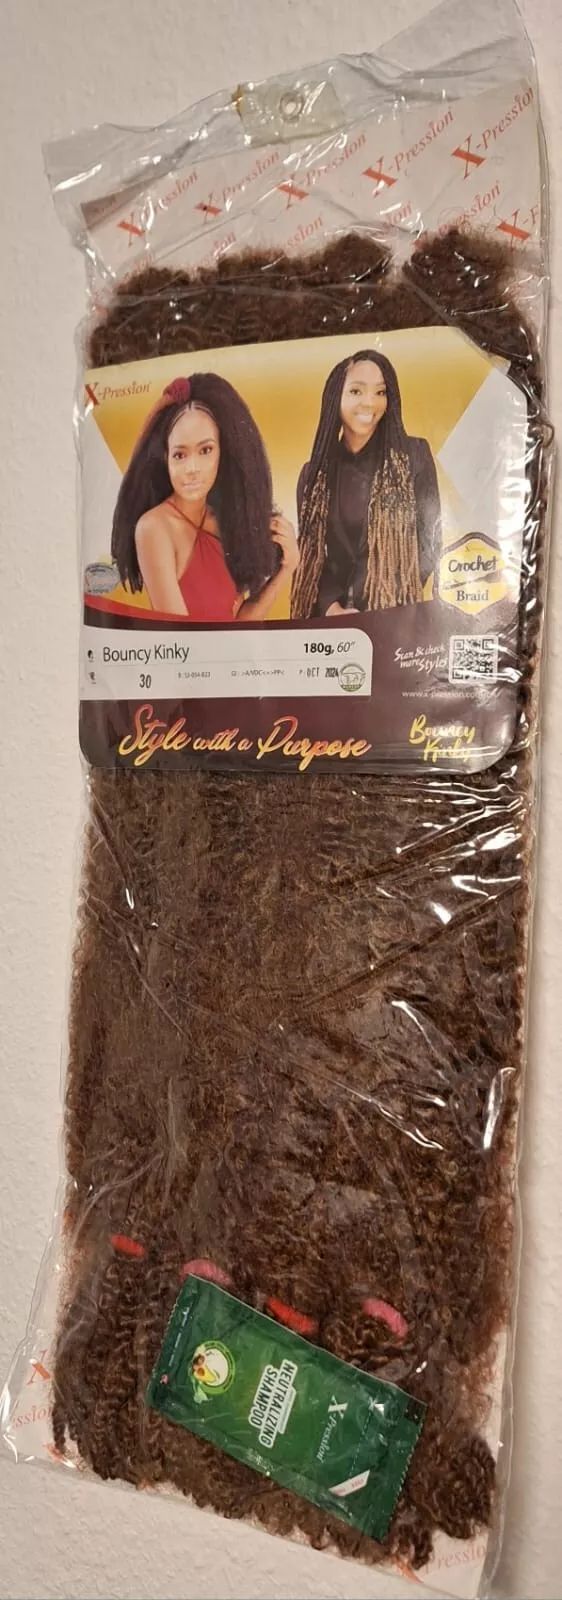 X-Pression
X-Pression
X-Pression
X-Pression
X-Pression
X-Pression
Crochet
Braid
Bouncy Kinky
180g, 60"
30
P: OCT 2024
Scan & check
more Styles
Style with a Purpose
Bouncy
Kinky
NEUTRALIZING
SHAMPOO
X-Pression